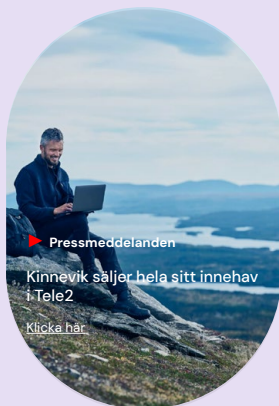 Pressmeddelanden
Kinnevik säljer hela sitt innehav
i Tele2
Klicka här